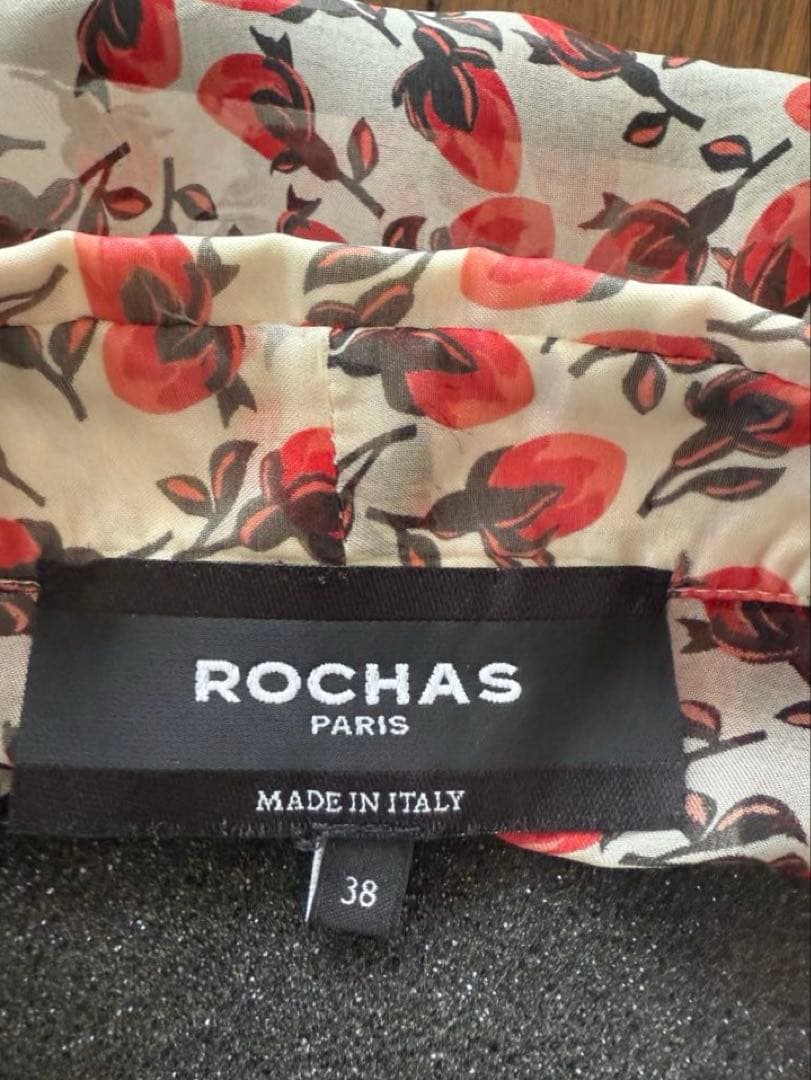 ROCHAS
PARIS
MADE IN ITALY
38